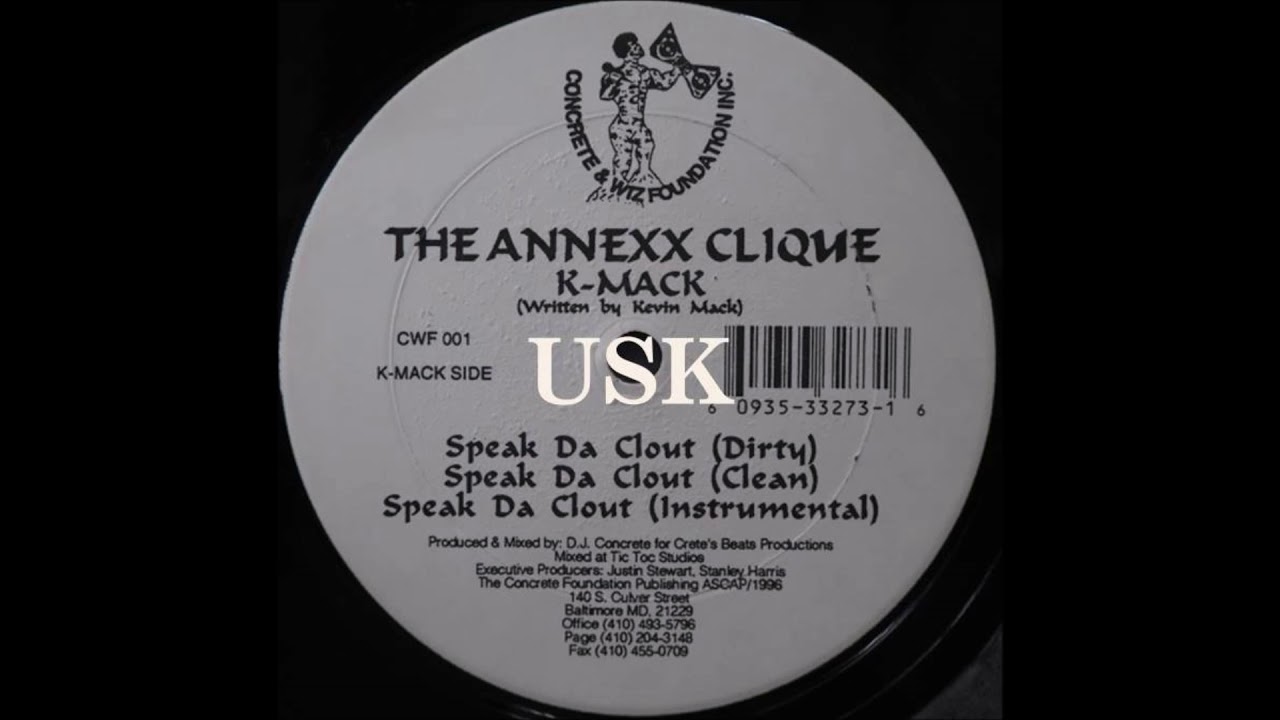 CONCRETE & WIZ FOUNDATION INC.
THE ANNEXX CLIQUE
K-MACK
(Written by Kevin Mack)
CWF 001
K-MACK SIDE
USK
6 0935-33273-1 6
Speak Da Clout (Dirty)
Speak Da Clout (Clean)
Speak Da Clout (Instrumental)
Produced & Mixed by: D.J. Concrete for Crete's Beats Productions
Mixed at Tic Toc Studios
Executive Producers: Justin Stewart, Stanley Harris
The Concrete Foundation Publishing ASCAP/1996
140 S. Culver Street
Baltimore MD, 21229
Office (410) 493-5796
Page (410) 204-3148
Fax (410) 455-0709